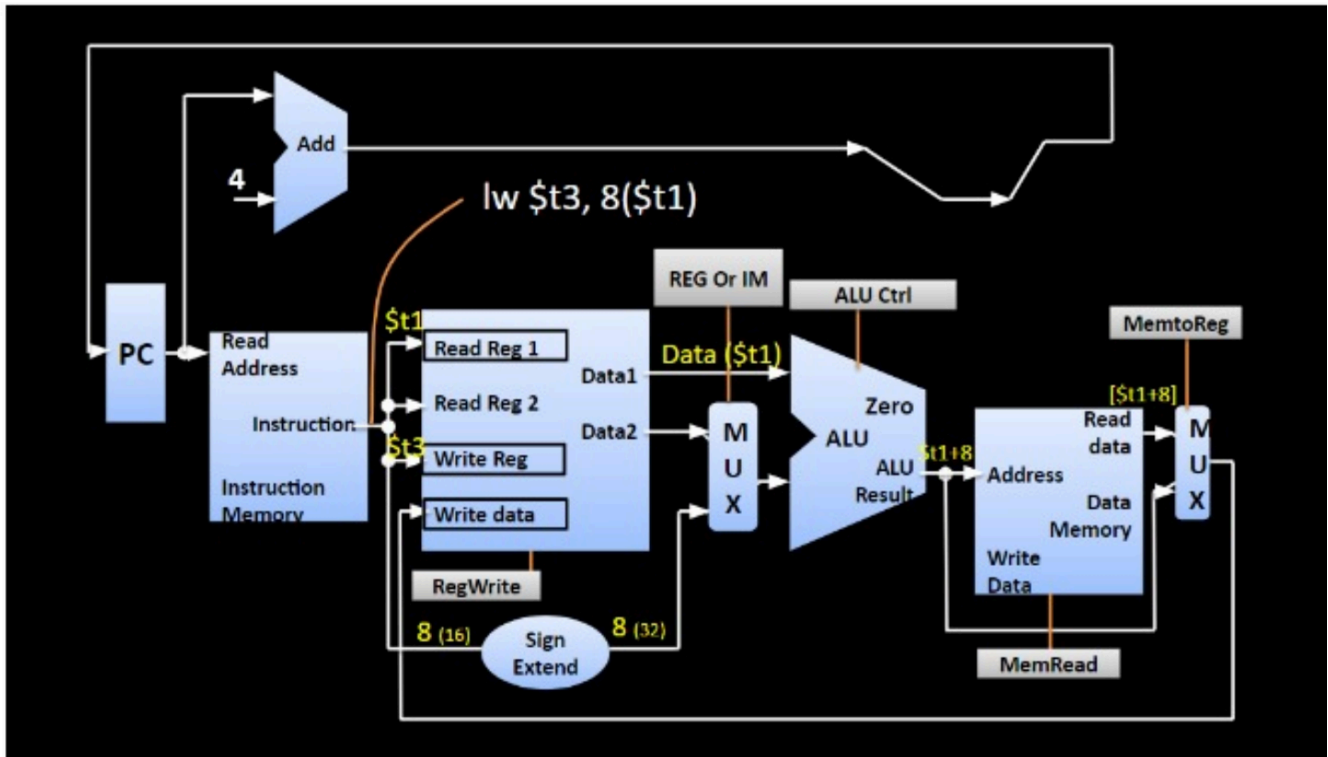 Add
4
lw $t3, 8($t1)
REG Or IM
ALU Ctrl
MemtoReg
PC
Read
Address
Instruction
Instruction
Memory
$t1
Read Reg 1
Read Reg 2
$t3
Write Reg
Write data
Data1
Data2
RegWrite
Data ($t1)
M
U
X
Zero
ALU
ALU
Result
$t1+8
[$t1+8]
Read
data
Address
Data
Memory
Write
Data
M
U
X
8 (16)
Sign
Extend
8 (32)
MemRead